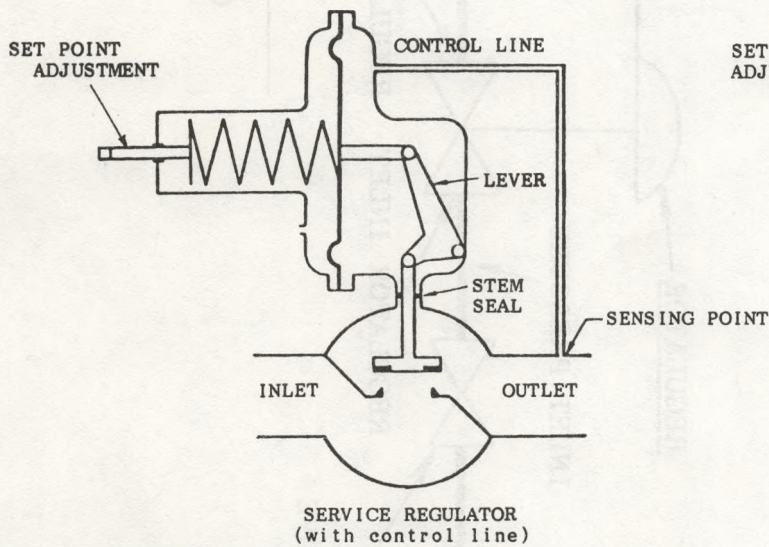 SET POINT
ADJUSTMENT
CONTROL LINE
SET
ADJ
LEVER
STEM
SEAL
SENSING POINT
INLET
OUTLET
SERVICE REGULATOR
(with control line)